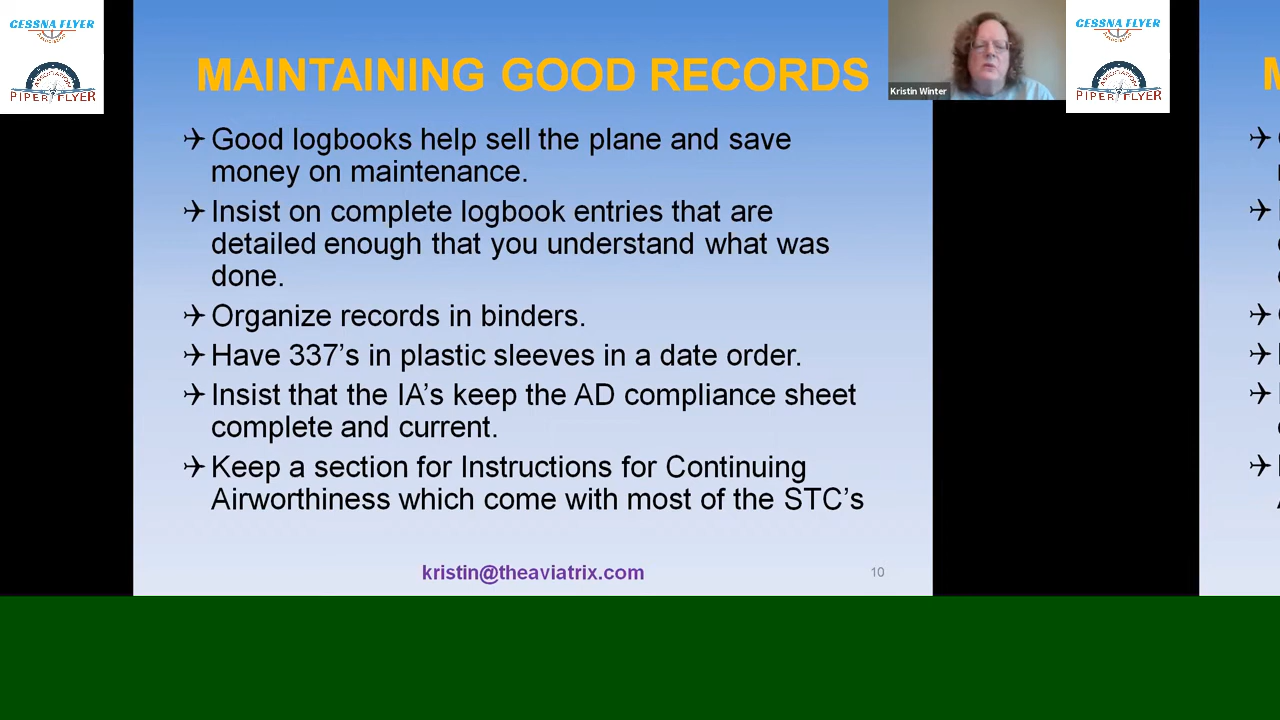 CESSNA FLYER
ASSOCIATION
ASSOCIATION
PIPER FLYER
MAINTAINING GOOD RECORDS
✈Good logbooks help sell the plane and save
money on maintenance.
✈Insist on complete logbook entries that are
detailed enough that you understand what was
done.
✈Organize records in binders.
✈Have 337’s in plastic sleeves in a date order.
✈Insist that the IA’s keep the AD compliance sheet
complete and current.
✈Keep a section for Instructions for Continuing
Airworthiness which come with most of the STC’s
kristin@theaviatrix.com
10
Kristin Winter
CESSNA FLYER
ASSOCIATION
ASSOCIATION
PIPER FLYER